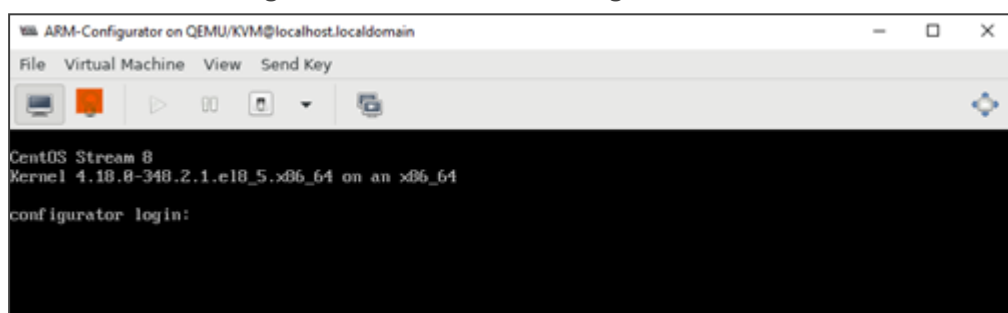 ARM-Configurator on QEMU/KVM@localhost.localdomain
File Virtual Machine View Send Key
CentOS Stream 8
Kernel 4.18.0-348.2.1.el8_5.x86_64 on an x86_64
configurator login: